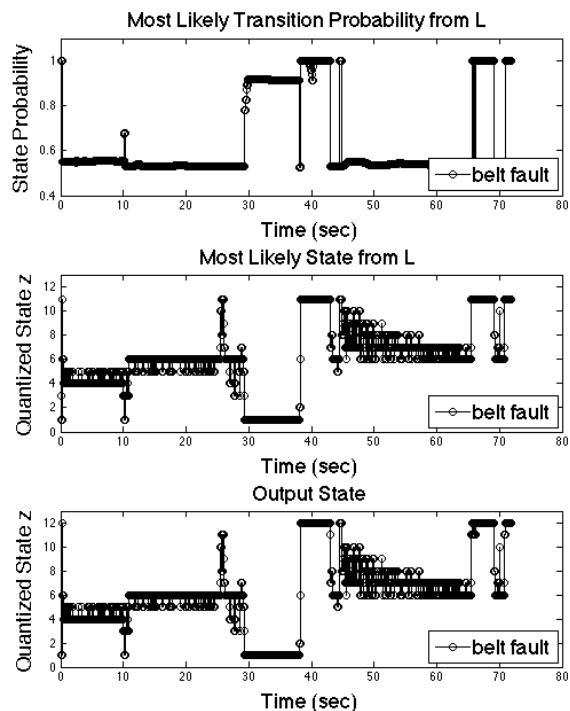 Most Likely Transition Probability from L
State Probability
1
0.8
0.6
0.4
belt fault
0 10 20 30 40 50 60 70 80
Time (sec)
Most Likely State from L
Quantized State z
12
10
8
6
4
2
0
belt fault
0 10 20 30 40 50 60 70 80
Time (sec)
Output State
Quantized State z
12
10
8
6
4
2
0
belt fault
0 10 20 30 40 50 60 70 80
Time (sec)